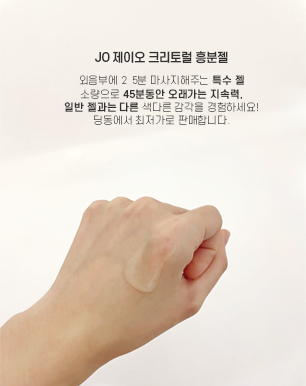 JO 제이오 크리토럴 흥분젤
외음부에 2 5분 마사지해주는 특수 젤
소량으로 45분동안 오래가는 지속력,
일반 젤과는 다른 색다른 감각을 경험하세요!
딩동에서 최저가로 판매합니다.